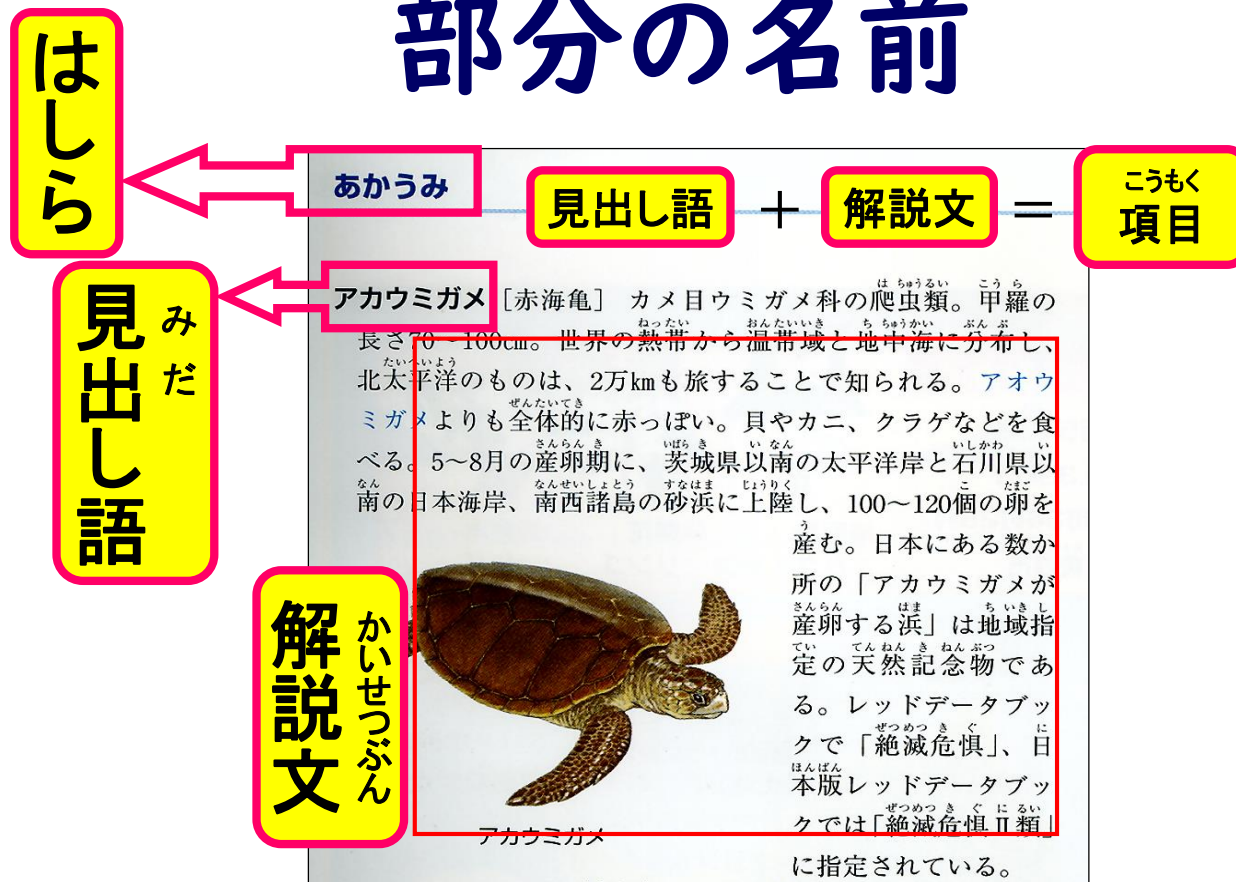 部分の名前
はしら
あかうみ
見出し語 + 解説文 = 項目
こうもく
見出し語
みだ
アカウミガメ [赤海亀] カメ目ウミガメ科の爬虫類。甲羅の
長さ70~100cm。世界の熱帯から温帯域と地中海に分布し、
北太平洋のものは、2万kmも旅することで知られる。アオウ
ミガメよりも全体的に赤っぽい。貝やカニ、クラゲなどを食
べる。5~8月の産卵期に、茨城県以南の太平洋岸と石川県以
南の日本海岸、南西諸島の砂浜に上陸し、100~120個の卵を
産む。日本にある数か
所の「アカウミガメが
産卵する浜」は地域指
定の天然記念物であ
る。レッドデータブッ
クで「絶滅危惧」、日
本版レッドデータブッ
クでは「絶滅危惧Ⅱ類」
に指定されている。
解説文
かいせつぶん
アカウミガメ